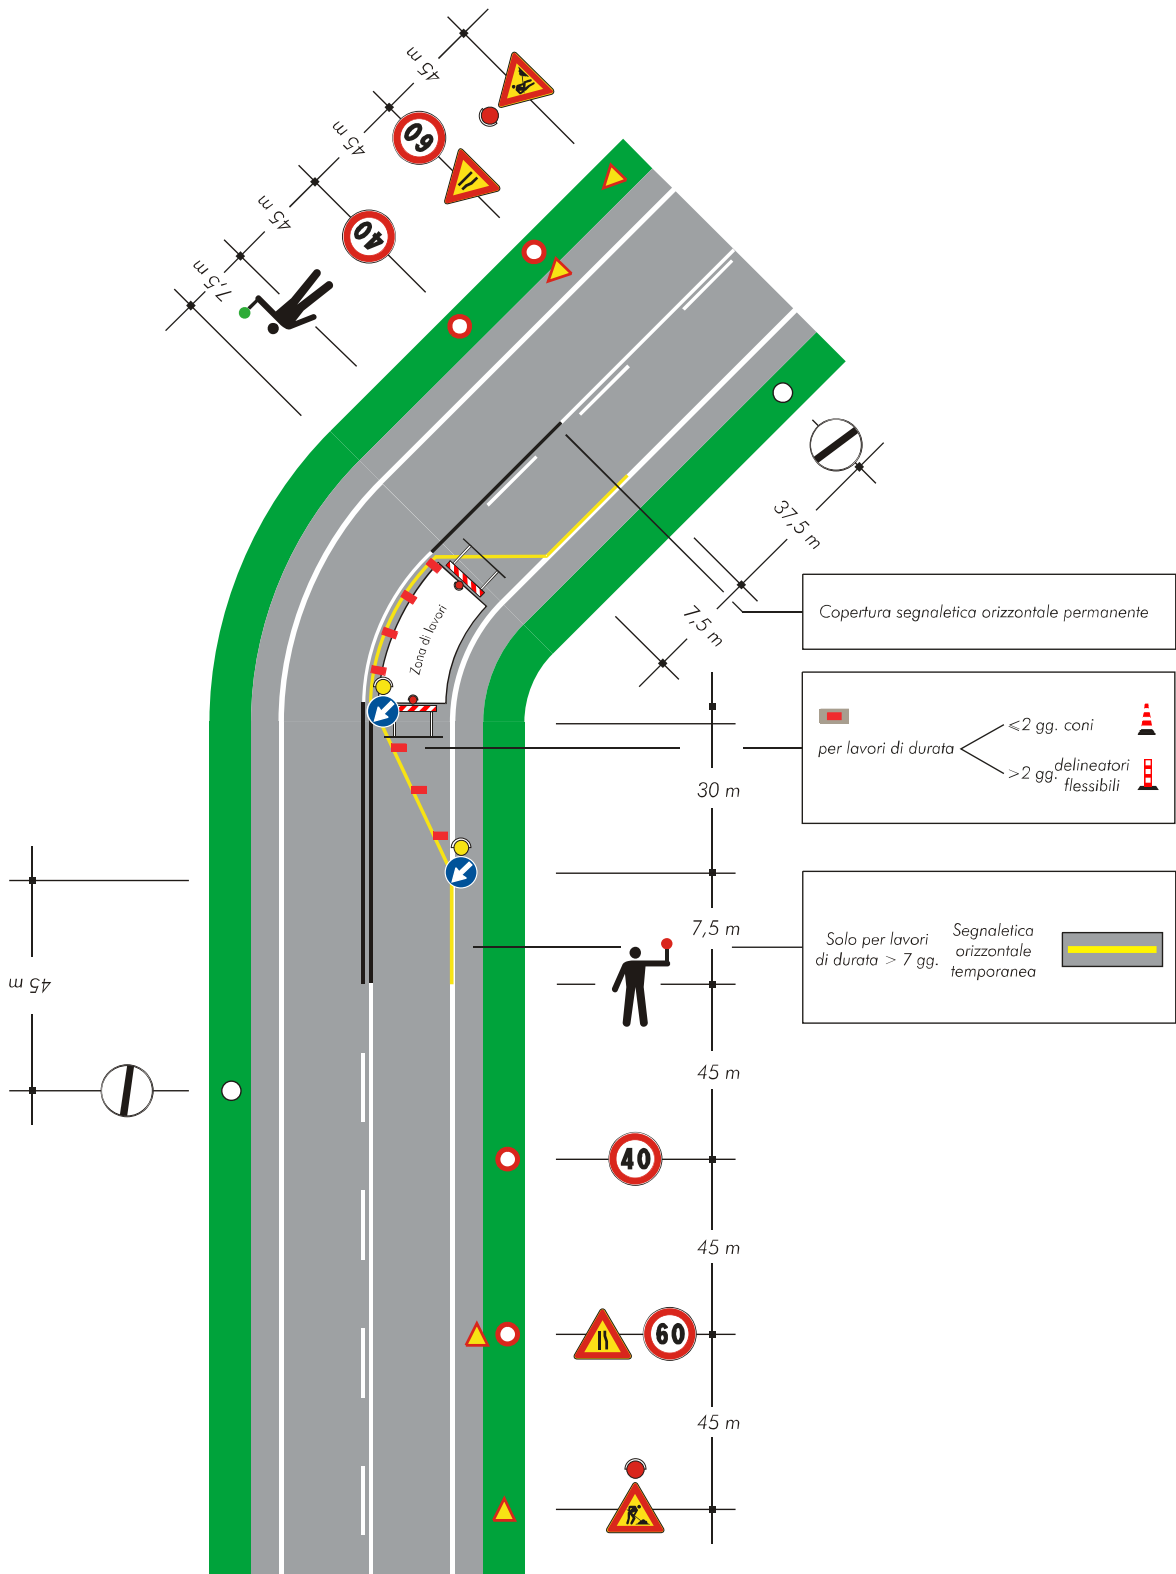 45 m
60
45 m
40
45 m
7,5 m
37,5 m
7,5 m
Copertura segnaletica orizzontale permanente
Zona di lavori
per lavori di durata
≤2 gg. coni
>2 gg. delineatori
flessibili
30 m
7,5 m
Solo per lavori
di durata > 7 gg.
Segnaletica
orizzontale
temporanea
45 m
45 m
40
45 m
60
45 m